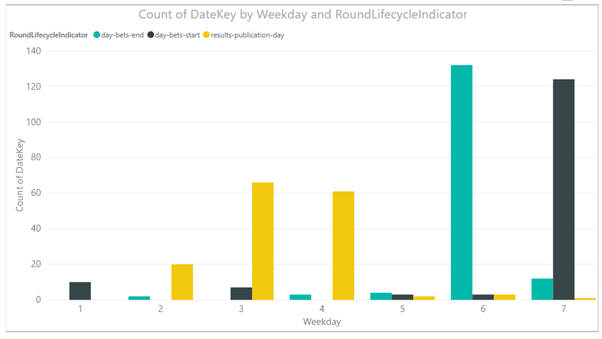 Count of DateKey by Weekday and RoundLifecycleIndicator
RoundLifecycleIndicator day-bets-end day-bets-start results-publication-day
140
120
100
80
60
40
20
0
Count of DateKey
1 2 3 4 5 6 7
Weekday